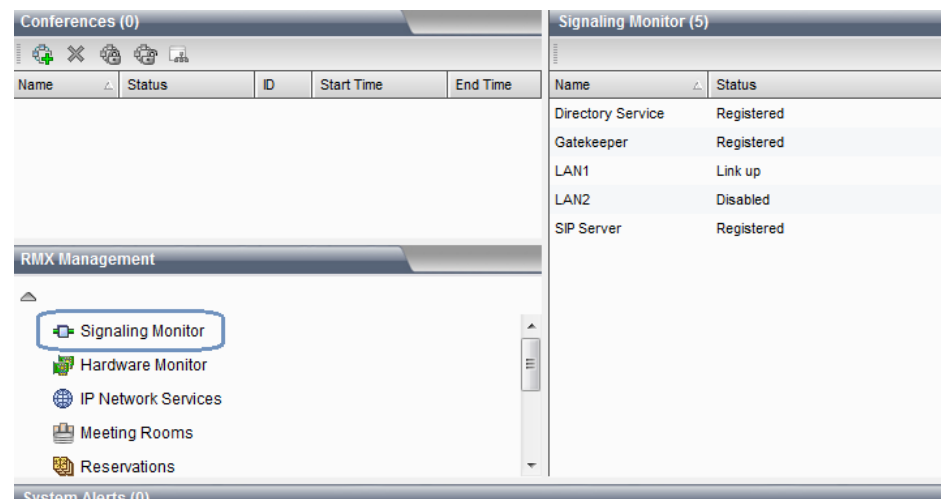 Conferences (0)
Name Status ID Start Time End Time
RMX Management
Signaling Monitor
Hardware Monitor
IP Network Services
Meeting Rooms
Reservations
Signaling Monitor (5)
Name Status
Directory Service Registered
Gatekeeper Registered
LAN1 Link up
LAN2 Disabled
SIP Server Registered
System Alerts (0)